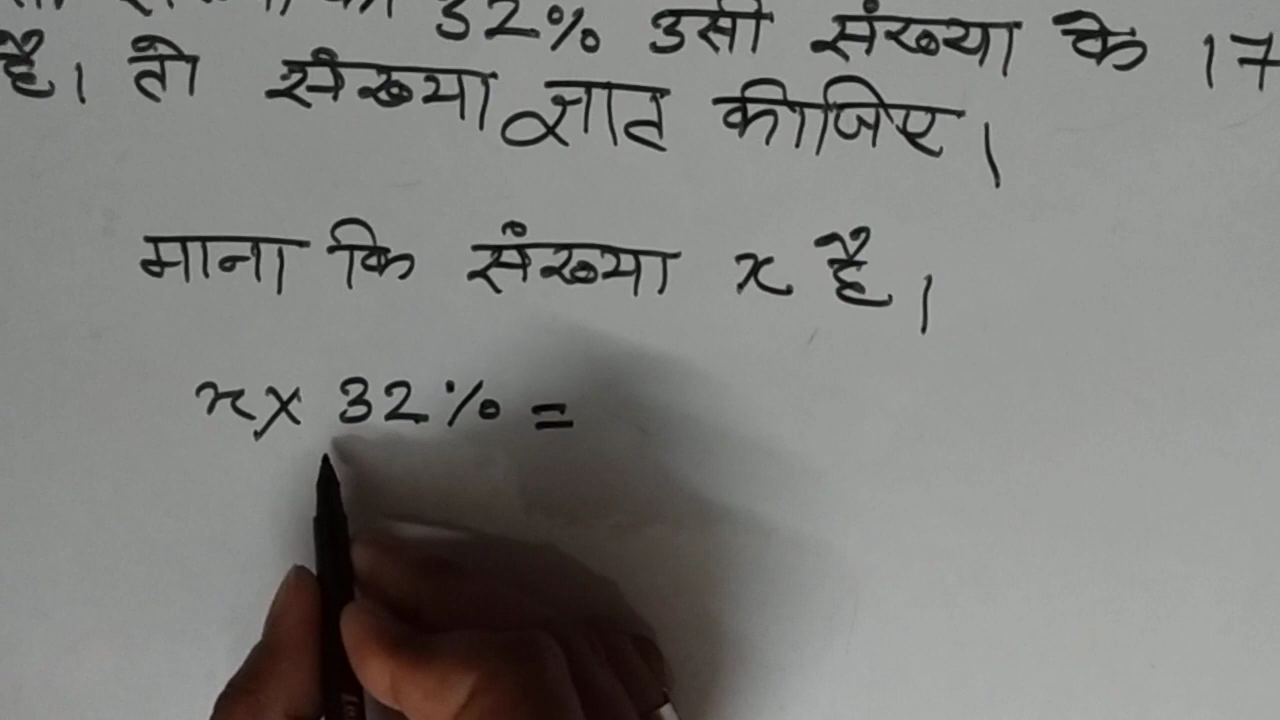 32% उसी संख्या के 17
है। तो संख्या ज्ञात कीजिए।
माना कि संख्या x है।
x × 32% =